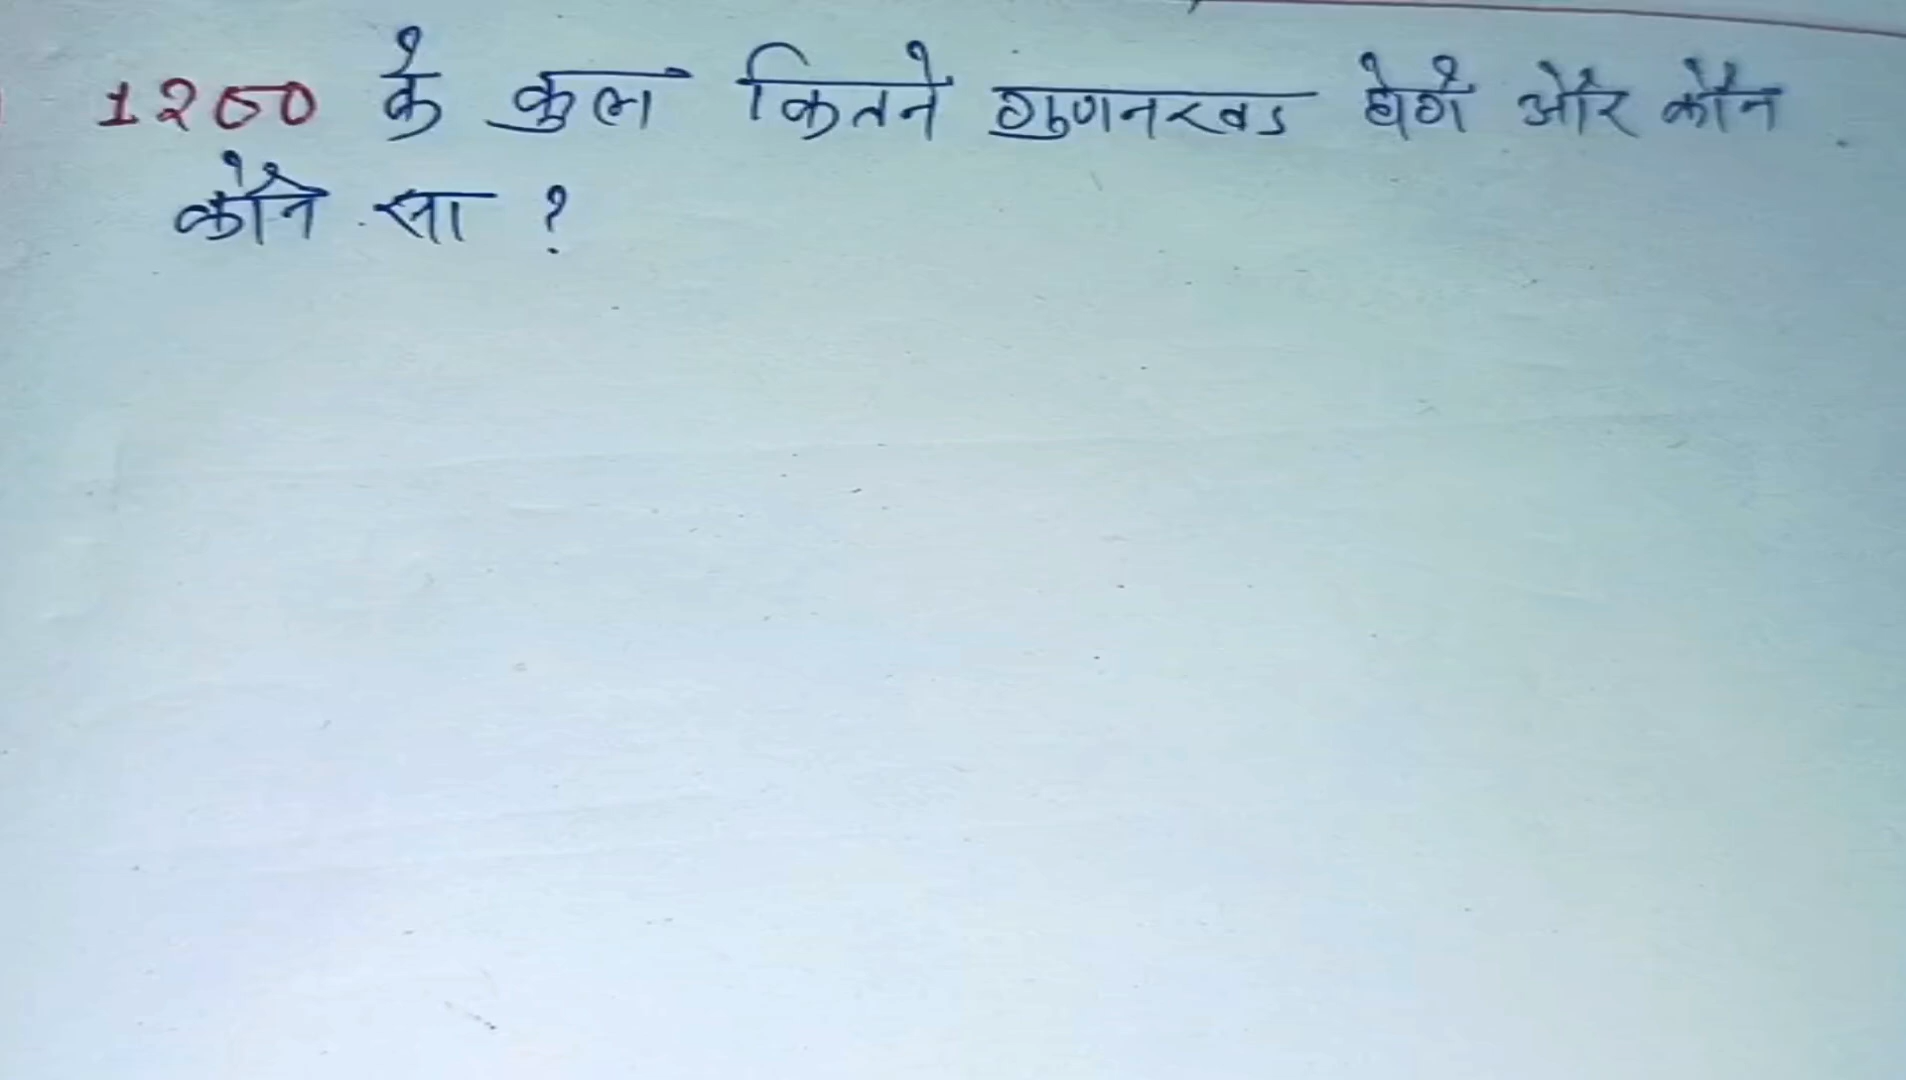 1200 के कुल कितने गुणनखंड होगें और कौन
कौन सा ?